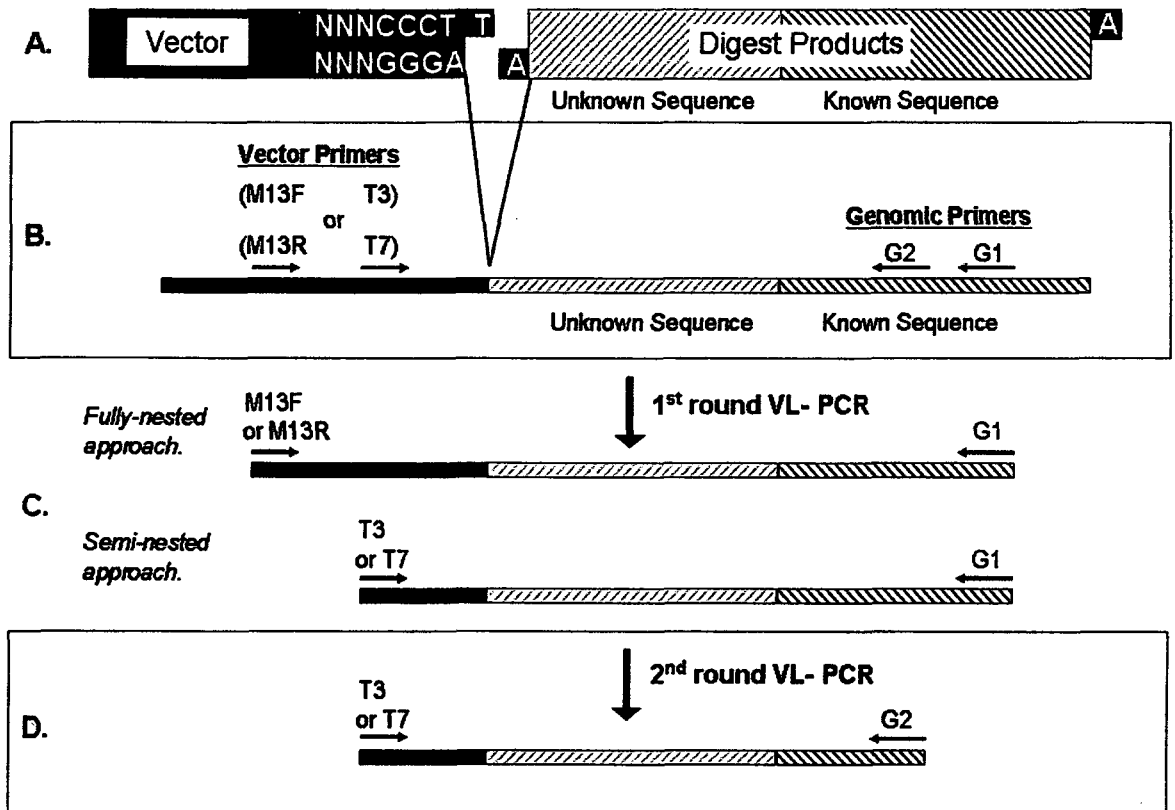 A.
Vector
NNNCCCT T
NNNGGGA A
Digest Products
A
Unknown Sequence Known Sequence
B.
Vector Primers
(M13F T3)
or
(M13R T7)
Genomic Primers
G2 G1
Unknown Sequence Known Sequence
1st round VL- PCR
C.
Fully-nested
approach.
M13F
or M13R
G1
Semi-nested
approach.
T3
or T7
G1
2nd round VL- PCR
D.
T3
or T7
G2